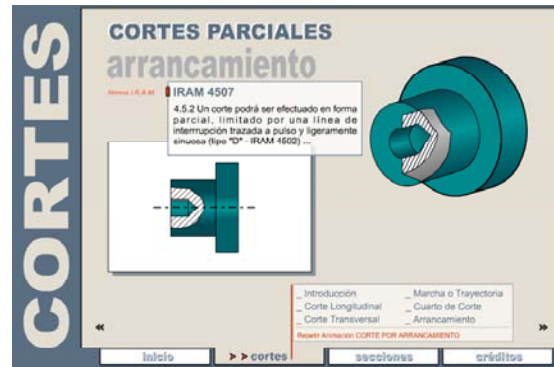 CORTES
CORTES PARCIALES
arrancamiento
Norma I.R.A.M.
IRAM 4507
4.5.2 Un corte podrá ser efectuado en forma
parcial, limitado por una línea de
interrupción trazada a pulso y ligeramente
sinuosa (tipo "D" - IRAM 4502) ...
_ Introducción
_ Marcha o Trayectoria
_ Corte Longitudinal
_ Cuarto de Corte
_ Corte Transversal
_ Arrancamiento
Repetir Animación CORTE POR ARRANCAMIENTO
«
»
inicio
> > cortes
secciones
créditos